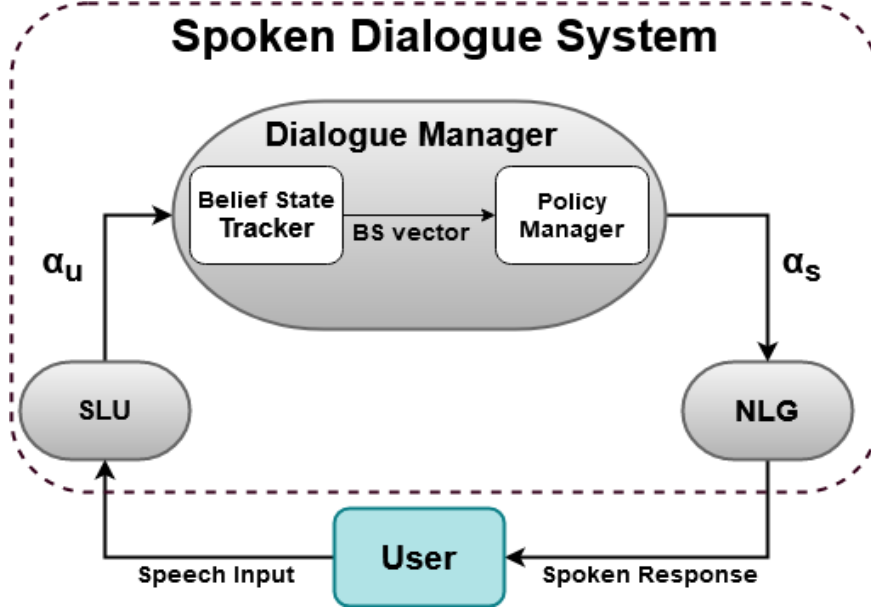 Spoken Dialogue System
Dialogue Manager
Belief State
Tracker
BS vector
Policy
Manager
αu
αs
SLU
NLG
User
Speech Input
Spoken Response